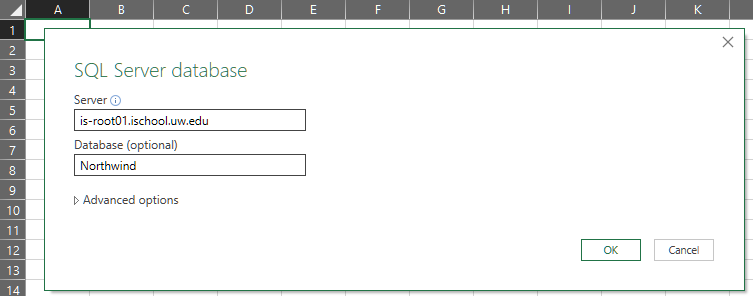 A B C D E F G H I J K
1
2
3
4
5
6
7
8
9
10
11
12
13
14
SQL Server database
Server
is-root01.ischool.uw.edu
Database (optional)
Northwind
Advanced options
OK Cancel